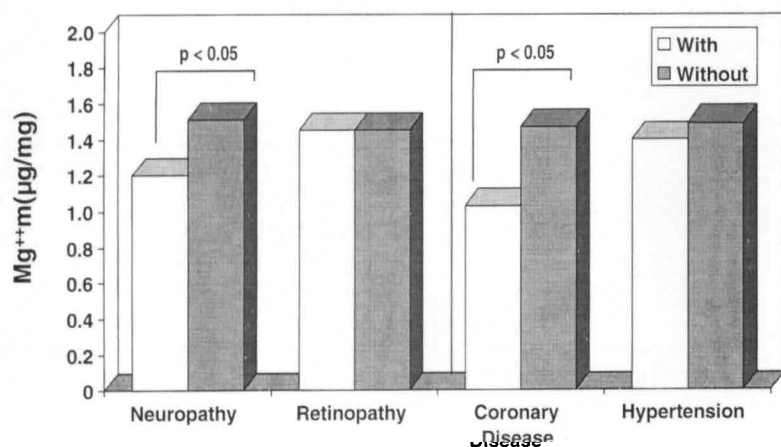 2.0
1.8
1.6
1.4
1.2
1.0
0.8
0.6
0.4
0.2
0
Mg++m(µg/mg)
p < 0.05
p < 0.05
With
Without
Neuropathy
Retinopathy
Coronary
Disease
Hypertension